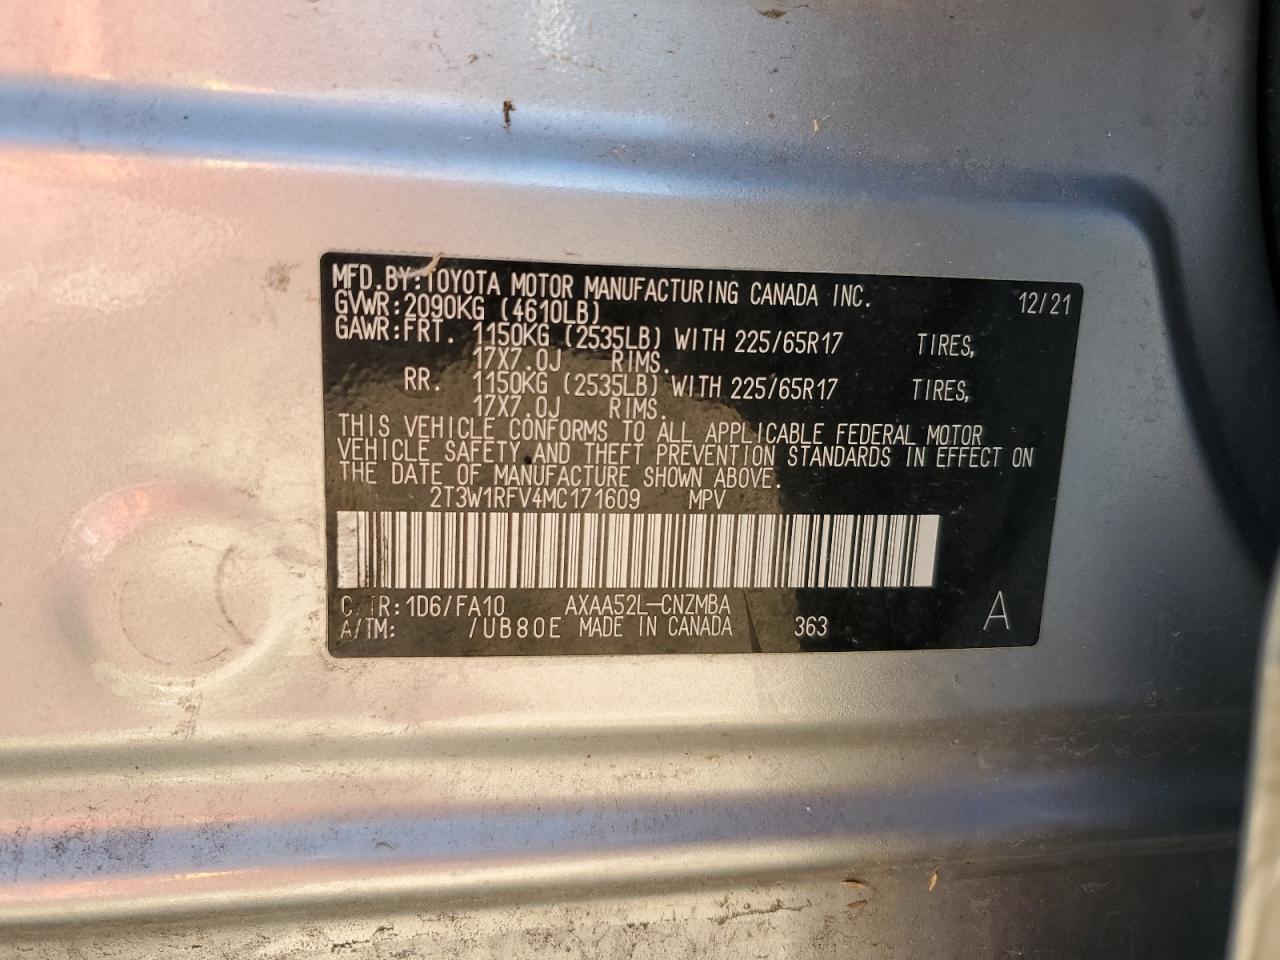 MFD.BY:TOYOTA MOTOR MANUFACTURING CANADA INC. 12/21
GVWR:2090KG (4610LB)
GAWR:FRT. 1150KG (2535LB) WITH 225/65R17 TIRES,
17X7.0J RIMS.
RR. 1150KG (2535LB) WITH 225/65R17 TIRES,
17X7.0J RIMS.
THIS VEHICLE CONFORMS TO ALL APPLICABLE FEDERAL MOTOR
VEHICLE SAFETY AND THEFT PREVENTION STANDARDS IN EFFECT ON
THE DATE OF MANUFACTURE SHOWN ABOVE.
2T3W1RFV4MC171609 MPV
C/TR:1D6/FA10 AXAA52L-CNZMBA A
A/TM: /UB80E MADE IN CANADA 363